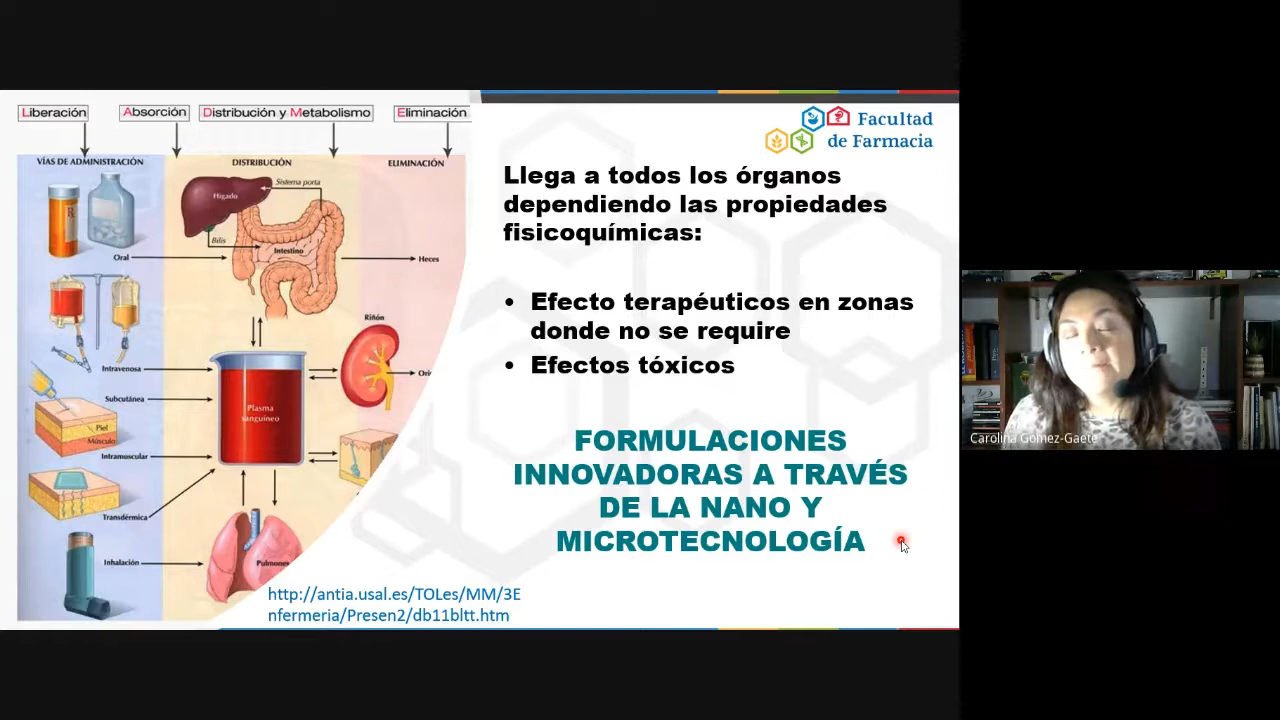 Liberación
Absorción
Distribución y Metabolismo
Eliminación
VÍAS DE ADMINISTRACIÓN
DISTRIBUCIÓN
ELIMINACIÓN
Sistema porta
Hígado
Bilis
Intestino
Oral
Heces
Riñón
Intravenosa
Ori
Subcutánea
Plasma
sanguíneo
Piel
Músculo
Intramuscular
Transdérmica
Inhalación
Pulmones
http://antia.usal.es/TOLes/MM/3E
nfermeria/Presen2/db11bltt.htm
Facultad
de Farmacia
Llega a todos los órganos
dependiendo las propiedades
fisicoquímicas:
• Efecto terapéuticos en zonas
donde no se require
• Efectos tóxicos
FORMULACIONES
INNOVADORAS A TRAVÉS
DE LA NANO Y
MICROTECNOLOGÍA
Carolina Gomez-Gaete